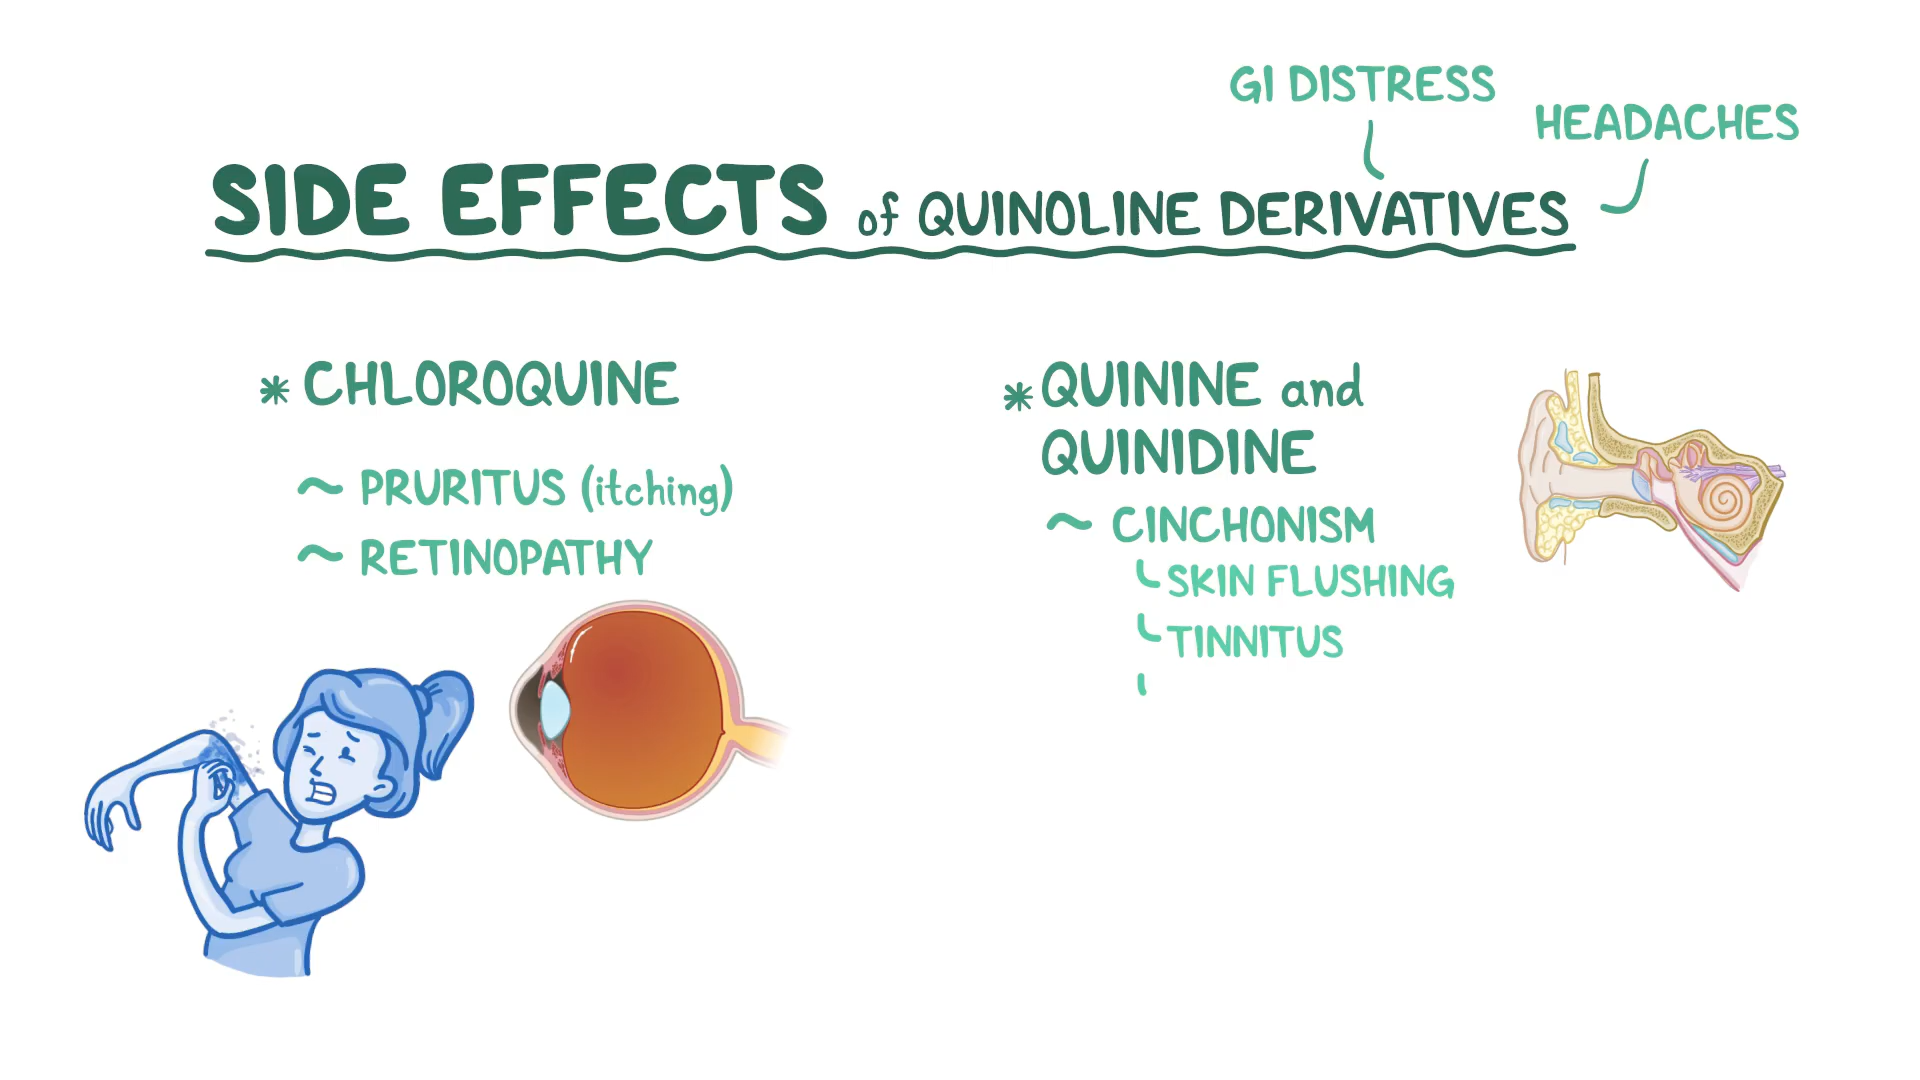 GI DISTRESS
HEADACHES
SIDE EFFECTS of QUINOLINE DERIVATIVES
* CHLOROQUINE
~ PRURITUS (itching)
~ RETINOPATHY
* QUININE and
QUINIDINE
~ CINCHONISM
SKIN FLUSHING
TINNITUS